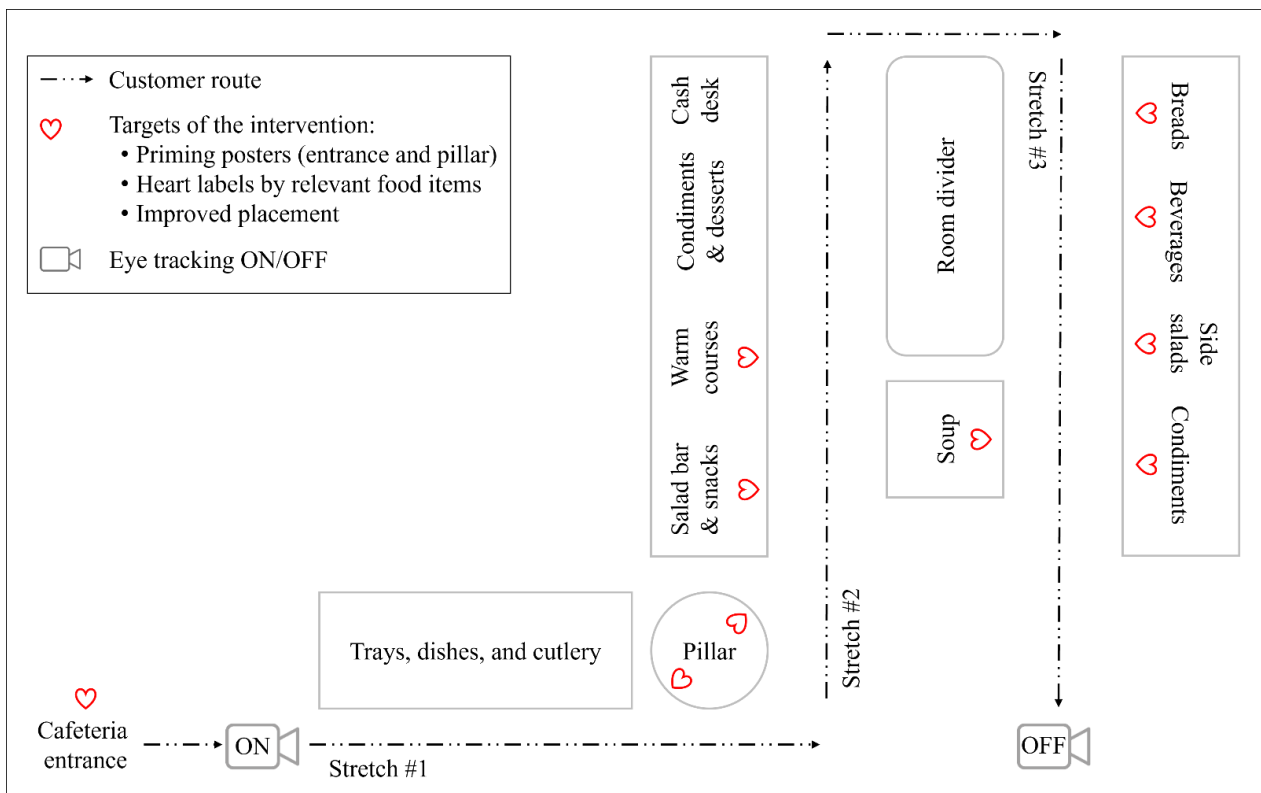 Customer route
Targets of the intervention:
• Priming posters (entrance and pillar)
• Heart labels by relevant food items
• Improved placement
Eye tracking ON/OFF
Cafeteria
entrance
ON
Stretch #1
Trays, dishes, and cutlery
Pillar
Stretch #2
Salad bar
& snacks
Warm
courses
Condiments
& desserts
Cash
desk
Soup
Room divider
Stretch #3
Breads
Beverages
Side
salads
Condiments
OFF